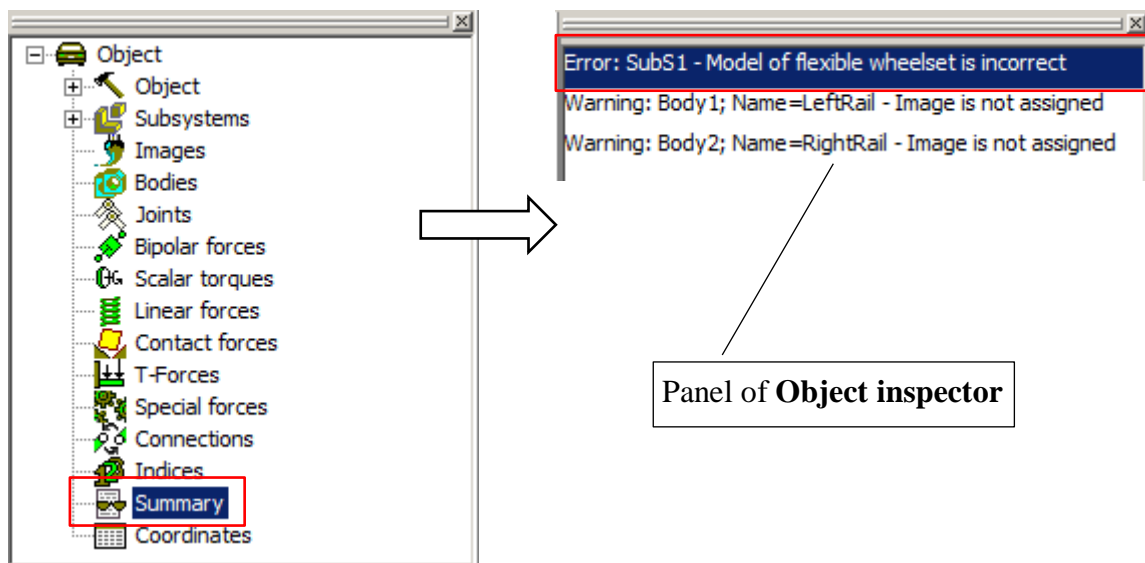 Object
Object
Subsystems
Images
Bodies
Joints
Bipolar forces
Scalar torques
Linear forces
Contact forces
T-Forces
Special forces
Connections
Indices
Summary
Coordinates
Error: SubS1 - Model of flexible wheelset is incorrect
Warning: Body1; Name=LeftRail - Image is not assigned
Warning: Body2; Name=RightRail - Image is not assigned
Panel of Object inspector